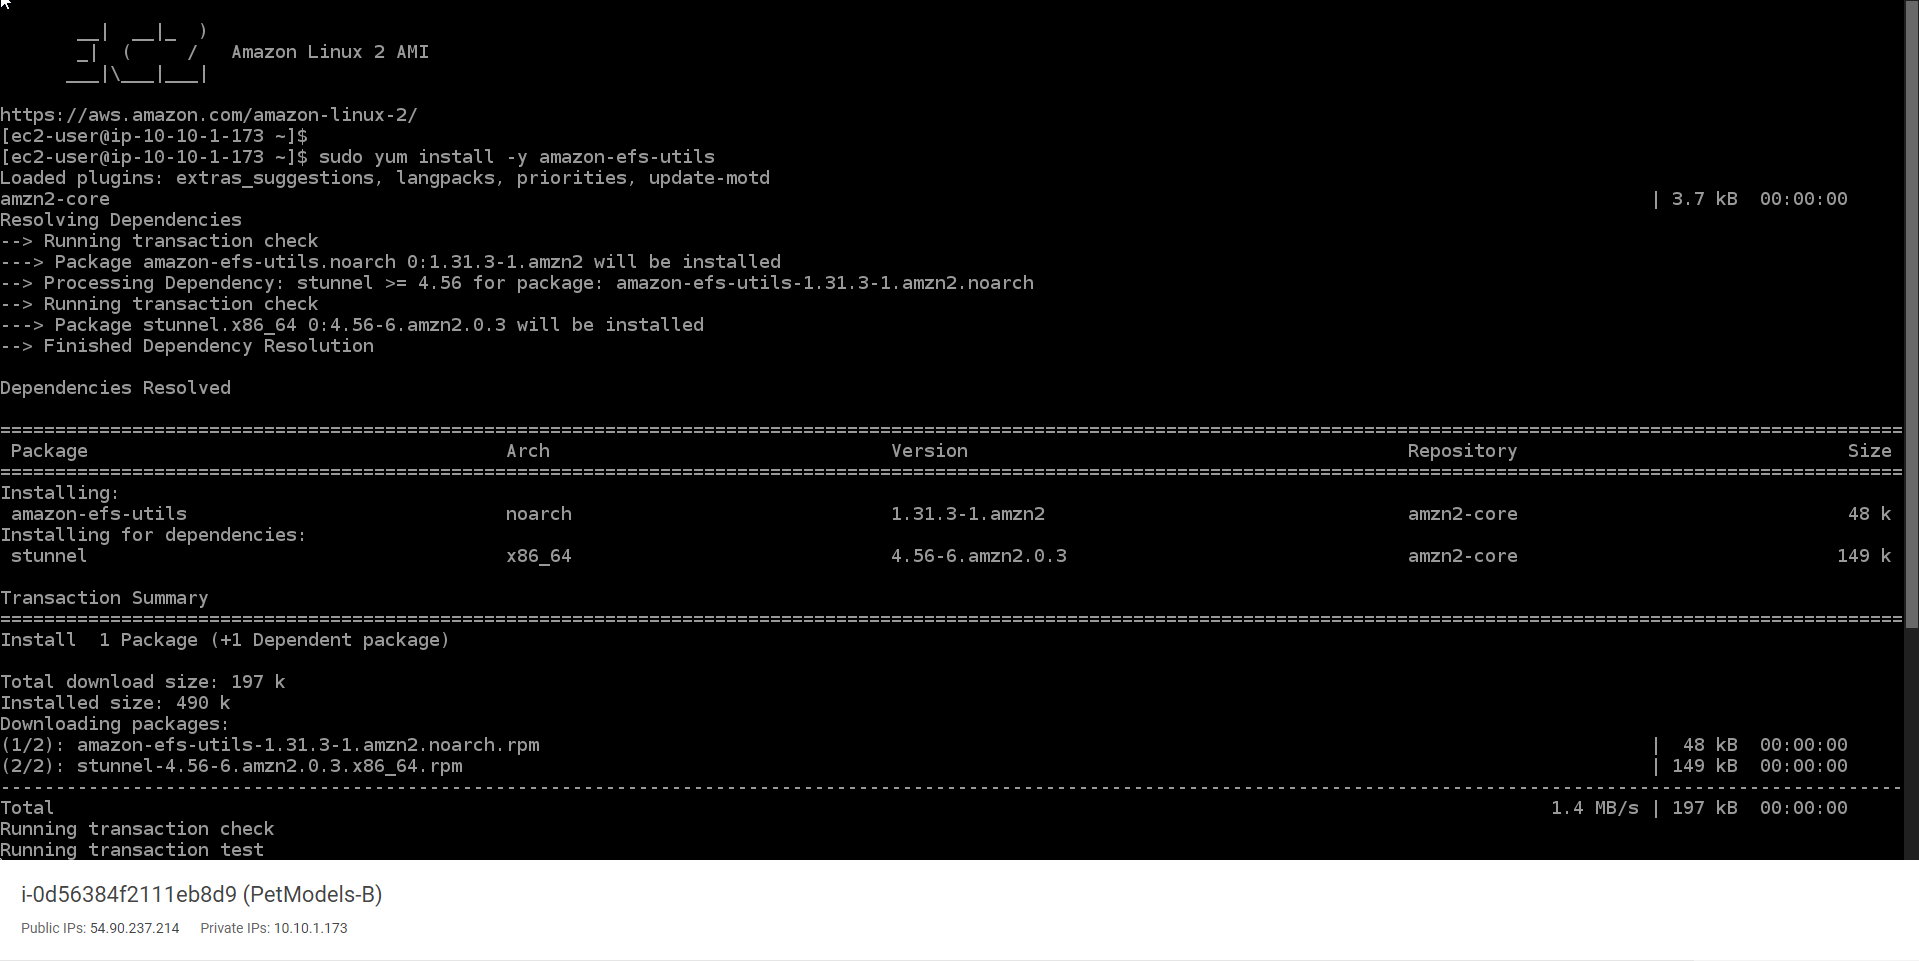 __|  __|_  )
       _|  (     /   Amazon Linux 2 AMI
      ___|\___|___|
https://aws.amazon.com/amazon-linux-2/
[ec2-user@ip-10-10-1-173 ~]$
[ec2-user@ip-10-10-1-173 ~]$ sudo yum install -y amazon-efs-utils
Loaded plugins: extras_suggestions, langpacks, priorities, update-motd
amzn2-core | 3.7 kB  00:00:00
Resolving Dependencies
--> Running transaction check
---> Package amazon-efs-utils.noarch 0:1.31.3-1.amzn2 will be installed
--> Processing Dependency: stunnel >= 4.56 for package: amazon-efs-utils-1.31.3-1.amzn2.noarch
--> Running transaction check
---> Package stunnel.x86_64 0:4.56-6.amzn2.0.3 will be installed
--> Finished Dependency Resolution
Dependencies Resolved
Package Arch Version Repository Size
Installing:
amazon-efs-utils noarch 1.31.3-1.amzn2 amzn2-core 48 k
Installing for dependencies:
stunnel x86_64 4.56-6.amzn2.0.3 amzn2-core 149 k
Transaction Summary
Install  1 Package (+1 Dependent package)
Total download size: 197 k
Installed size: 490 k
Downloading packages:
(1/2): amazon-efs-utils-1.31.3-1.amzn2.noarch.rpm |  48 kB  00:00:00
(2/2): stunnel-4.56-6.amzn2.0.3.x86_64.rpm | 149 kB  00:00:00
Total 1.4 MB/s | 197 kB  00:00:00
Running transaction check
Running transaction test
i-0d56384f2111eb8d9 (PetModels-B)
Public IPs: 54.90.237.214 Private IPs: 10.10.1.173